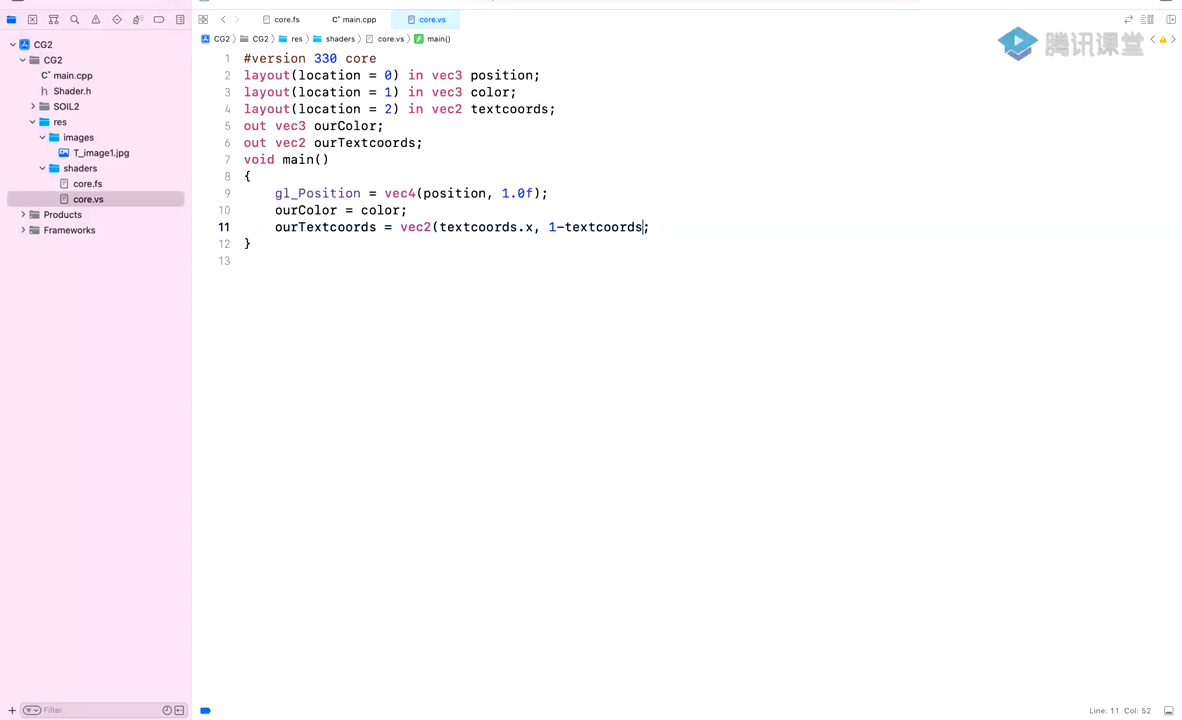 core.fs
main.cpp
core.vs
CG2
CG2
res
shaders
core.vs
main()
腾讯课堂
CG2
CG2
main.cpp
h Shader.h
SOIL2
res
images
T_image1.jpg
shaders
core.fs
core.vs
Products
Frameworks
1 #version 330 core
2 layout(location = 0) in vec3 position;
3 layout(location = 1) in vec3 color;
4 layout(location = 2) in vec2 textcoords;
5 out vec3 ourColor;
6 out vec2 ourTextcoords;
7 void main()
8 {
9 gl_Position = vec4(position, 1.0f);
10 ourColor = color;
11 ourTextcoords = vec2(textcoords.x, 1-textcoords;
12 }
13
Filter
Line: 11 Col: 52